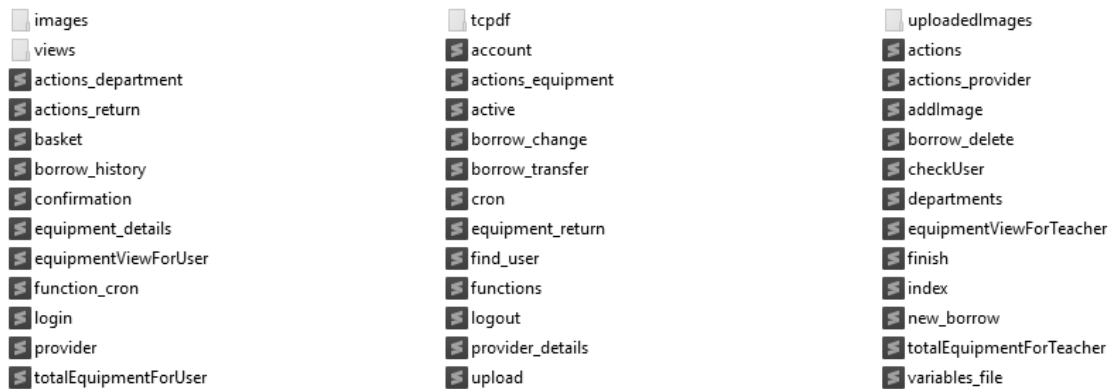 images tcpdf uploadedImages
views account actions
actions_department actions_equipment actions_provider
actions_return active addImage
basket borrow_change borrow_delete
borrow_history borrow_transfer checkUser
confirmation cron departments
equipment_details equipment_return equipmentViewForTeacher
equipmentViewForUser find_user finish
function_cron functions index
login logout new_borrow
provider provider_details totalEquipmentForTeacher
totalEquipmentForUser upload variables_file